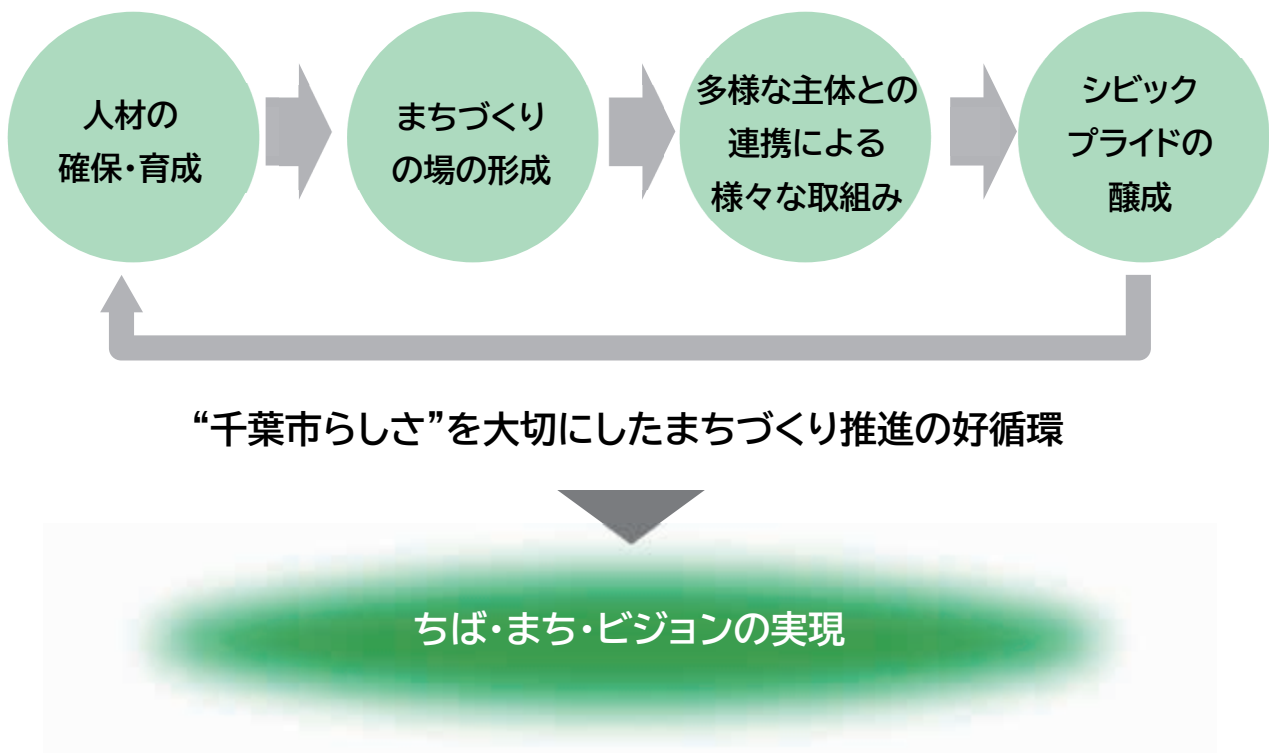 人材の
確保・育成
まちづくり
の場の形成
多様な主体との
連携による
様々な取組み
シビック
プライドの
醸成
“千葉市らしさ”を大切にしたまちづくり推進の好循環
ちば・まち・ビジョンの実現